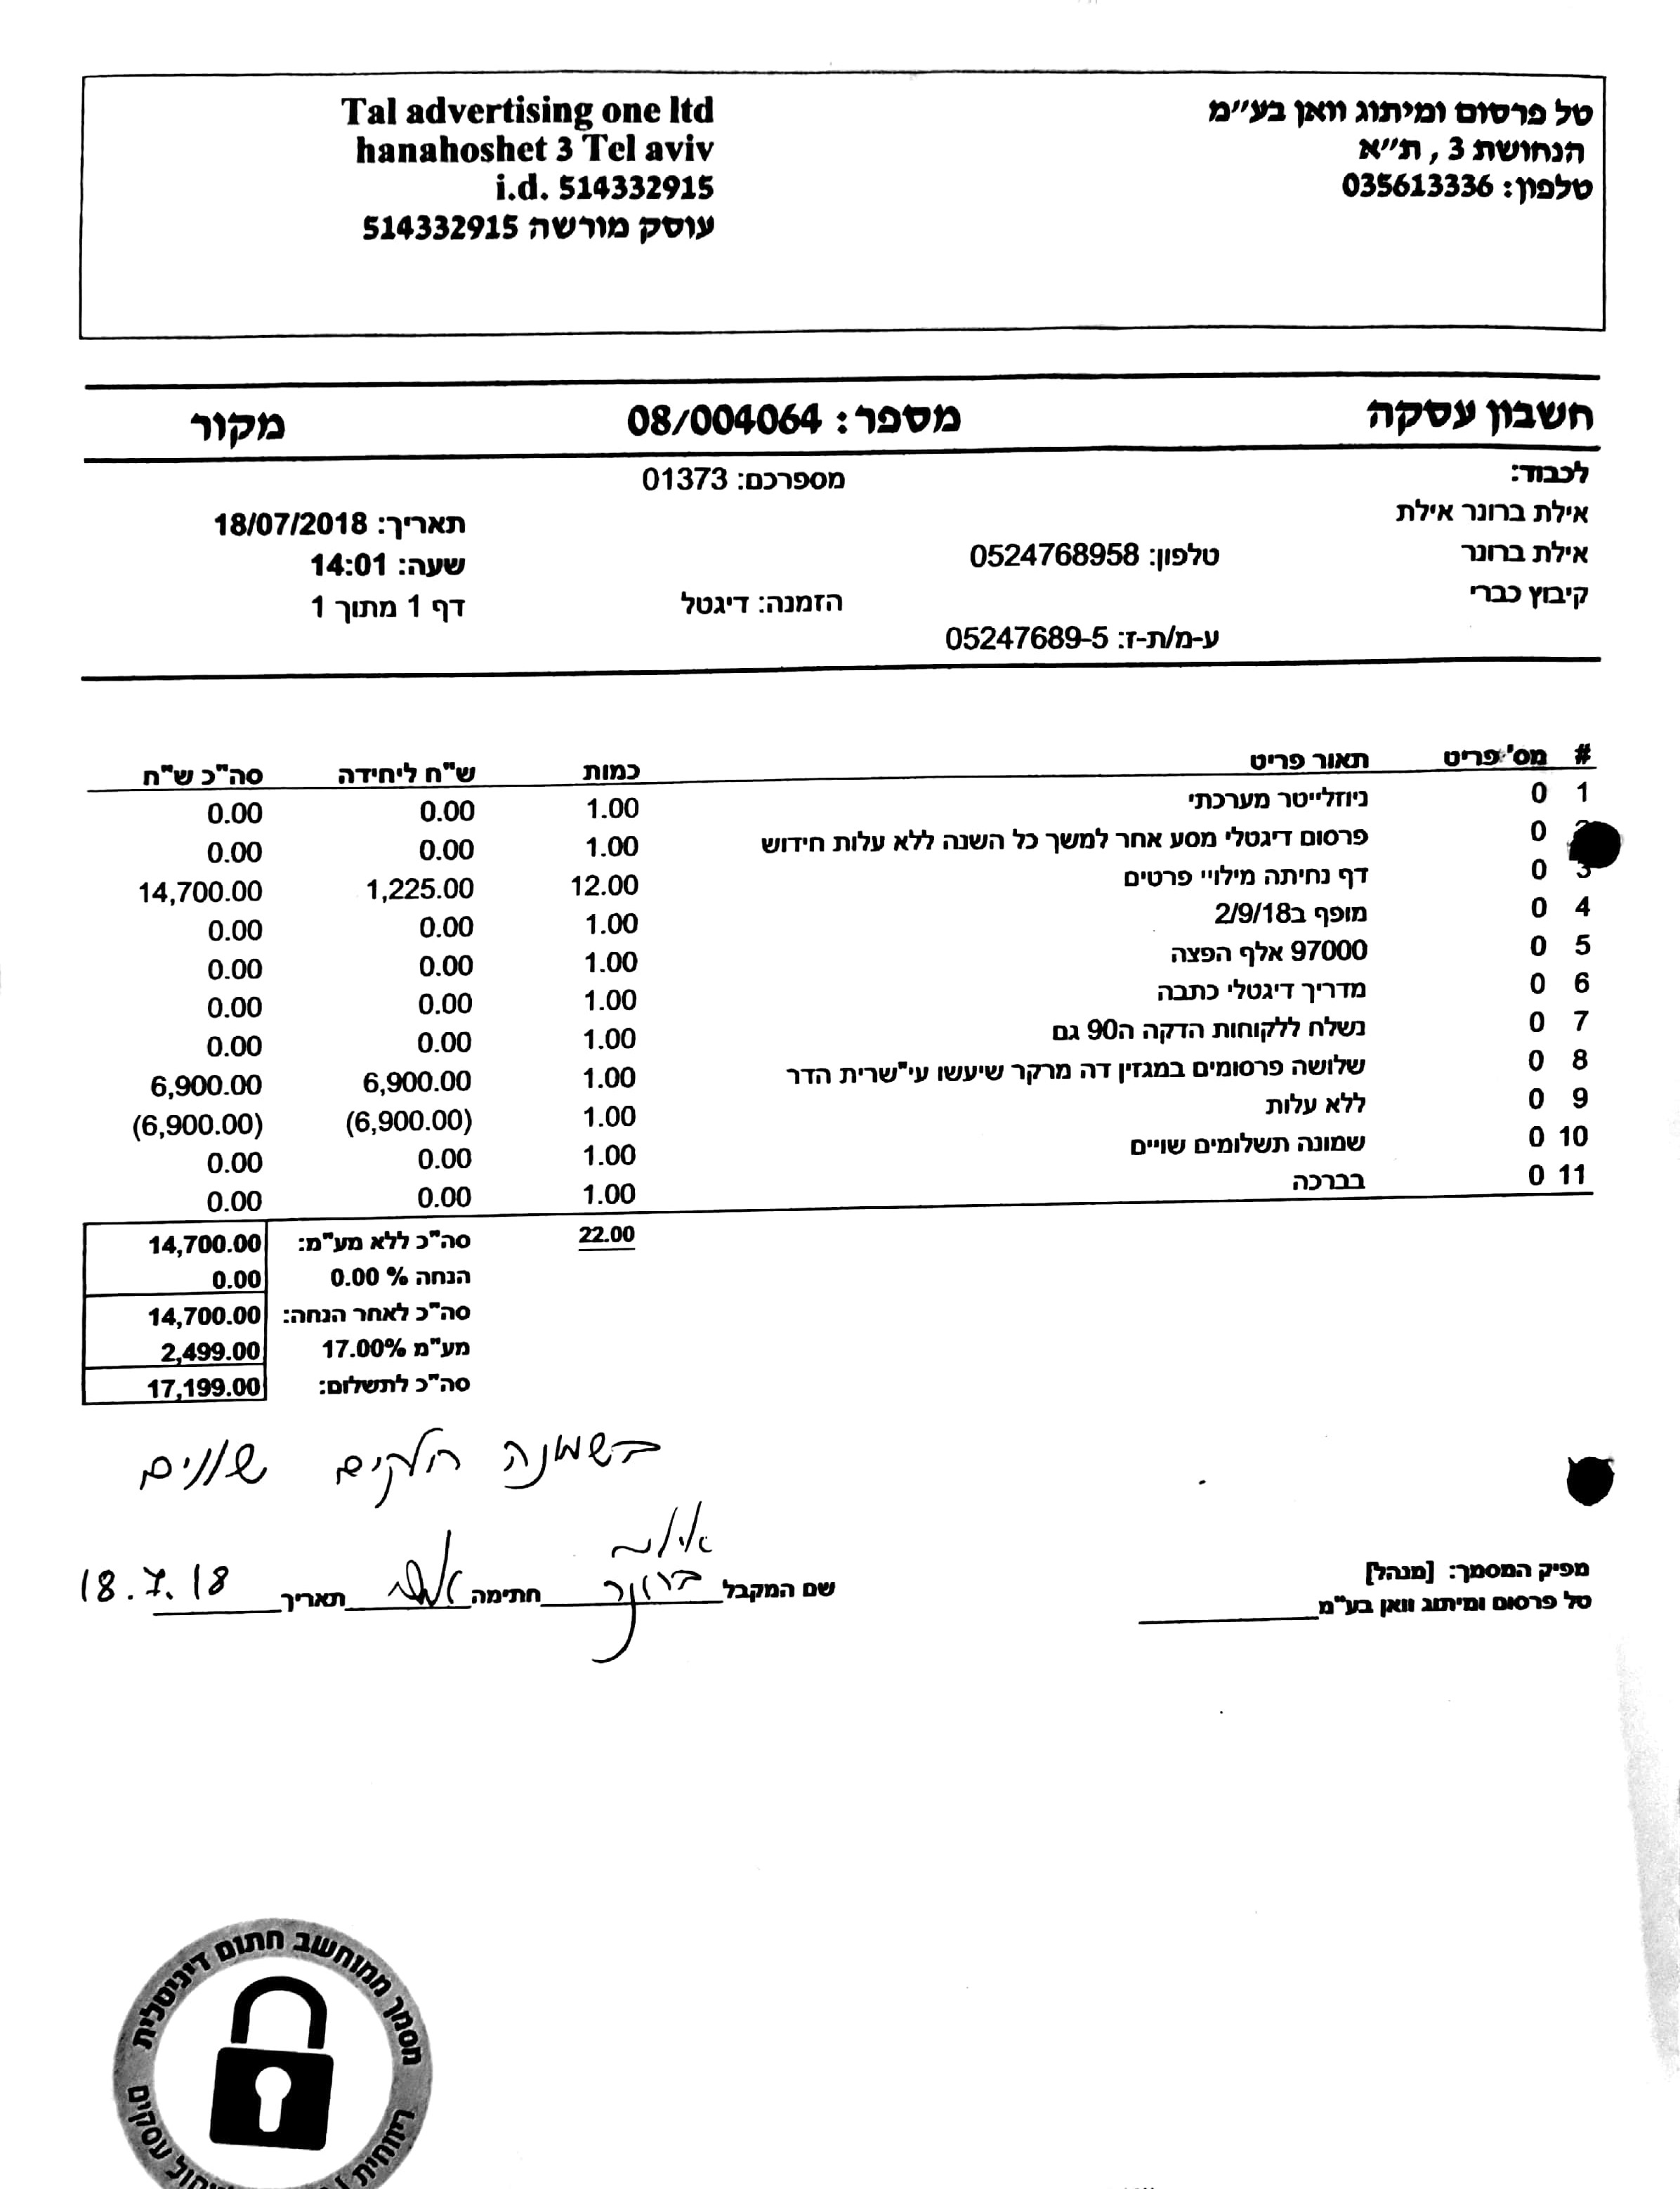 טל פרסום ומיתוג וואן בע״מ
הנחושת 3 , ת״א
טלפון: 035613336
Tal advertising one ltd
hanahoshet 3 Tel aviv
i.d. 514332915
עוסק מורשה 514332915
חשבון עסקה מספר: 08/004064 מקור
לכבוד: מספרכם: 01373
אילת ברונר אילת תאריך: 18/07/2018
אילת ברונר טלפון: 0524768958 שעה: 14:01
קיבוץ כברי הזמנה: דיגטל דף 1 מתוך 1
ע-מ/ת-ז: 05247689-5
# מס' פריט תאור פריט כמות ש"ח ליחידה סה"כ ש"ח
1 0 ניוזלייטר מערכתי 1.00 0.00 0.00
2 0 פרסום דיגטלי מסע אחר למשך כל השנה ללא עלות חידוש 1.00 0.00 0.00
3 0 דף נחיתה מילויי פרטים 12.00 1,225.00 14,700.00
4 0 מופף ב2/9/18 1.00 0.00 0.00
5 0 97000 אלף הפצה 1.00 0.00 0.00
6 0 מדריך דיגטלי כתבה 1.00 0.00 0.00
7 0 נשלח ללקוחות הדקה ה90 גם 1.00 0.00 0.00
8 0 שלושה פרסומים במגזין דה מרקר שיעשו עי"שרית הדר 1.00 6,900.00 6,900.00
9 0 ללא עלות 1.00 (6,900.00) (6,900.00)
10 0 שמונה תשלומים שויים 1.00 0.00 0.00
11 0 בברכה 1.00 0.00 0.00
22.00 סה"כ ללא מע"מ: 14,700.00
הנחה % 0.00 0.00
סה"כ לאחר הנחה: 14,700.00
מע"מ 17.00% 2,499.00
סה"כ לתשלום: 17,199.00
בשמונה חלקים שווים
מפיק המסמך: [מנהל]
טל פרסום ומיתוג וואן בע"מ
שם המקבל אילת ברונר חתימה אילת תאריך 18.7.18
מסמך ממוחשב חתום דיגיטלית
רווחית עסקים